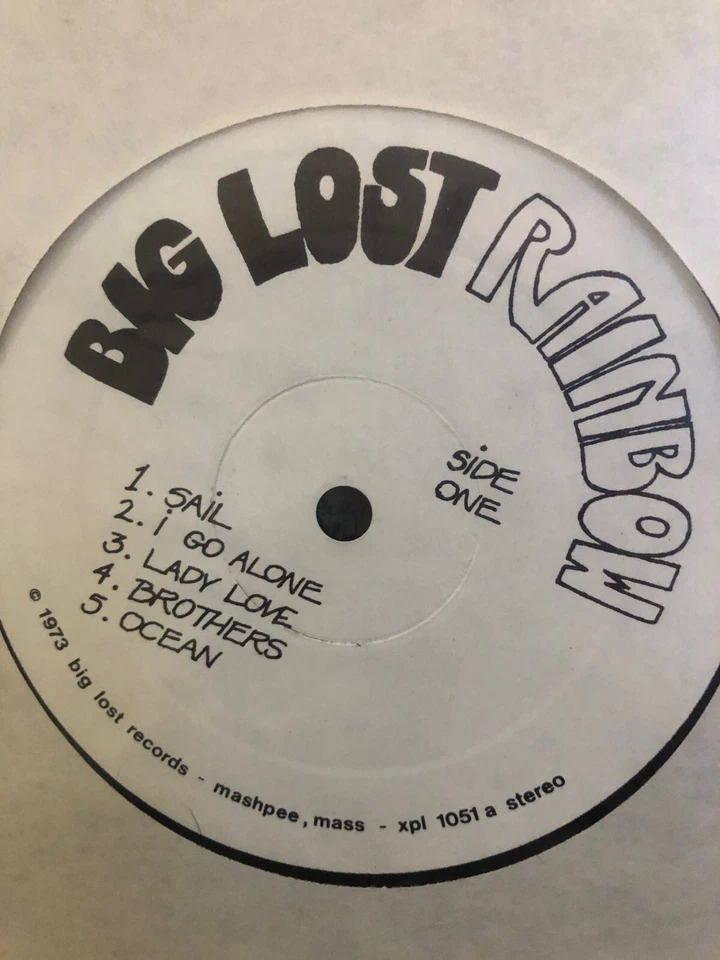 BIG LOST RAINBOW
SiDE
ONE
1. SAiL
2. i GO ALONE
3. LADY LOVE
4. BROTHERS
5. OCEAN
© 1973 big lost records - mashpee, mass - xpl 1051 a stereo